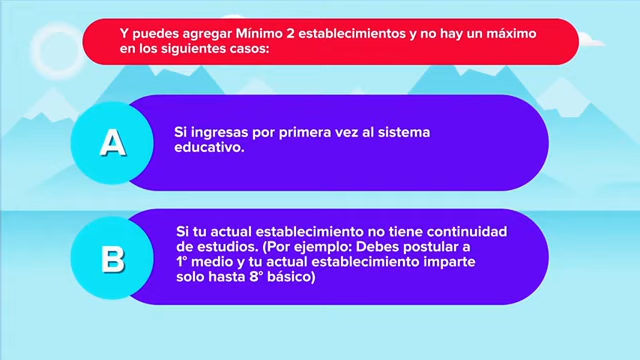 Y puedes agregar Mínimo 2 establecimientos y no hay un máximo
en los siguientes casos:
A
Si ingresas por primera vez al sistema
educativo.
B
Si tu actual establecimiento no tiene continuidad
de estudios. (Por ejemplo: Debes postular a
1° medio y tu actual establecimiento imparte
solo hasta 8° básico)